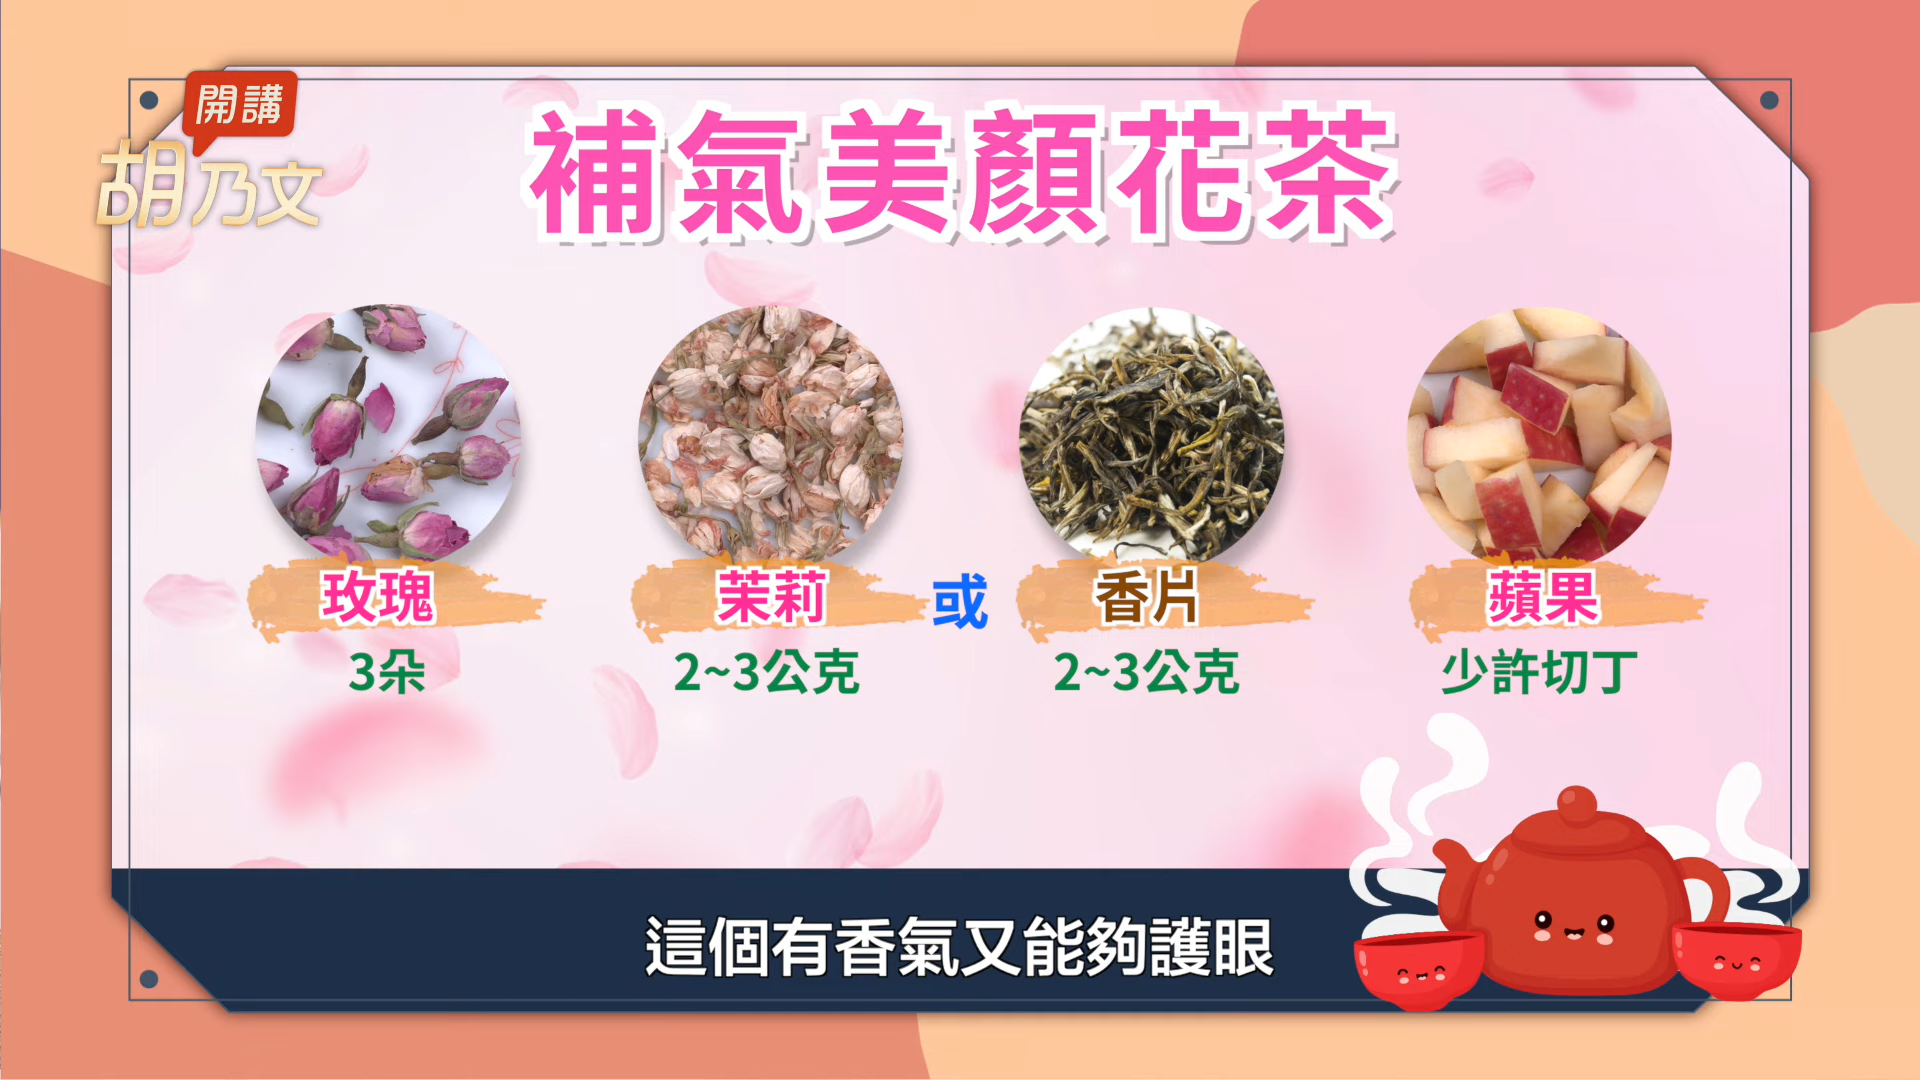 開講
胡乃文
補氣美顏花茶
玫瑰
3朵
茉莉
2~3公克
或
香片
2~3公克
蘋果
少許切丁
這個有香氣又能夠護眼